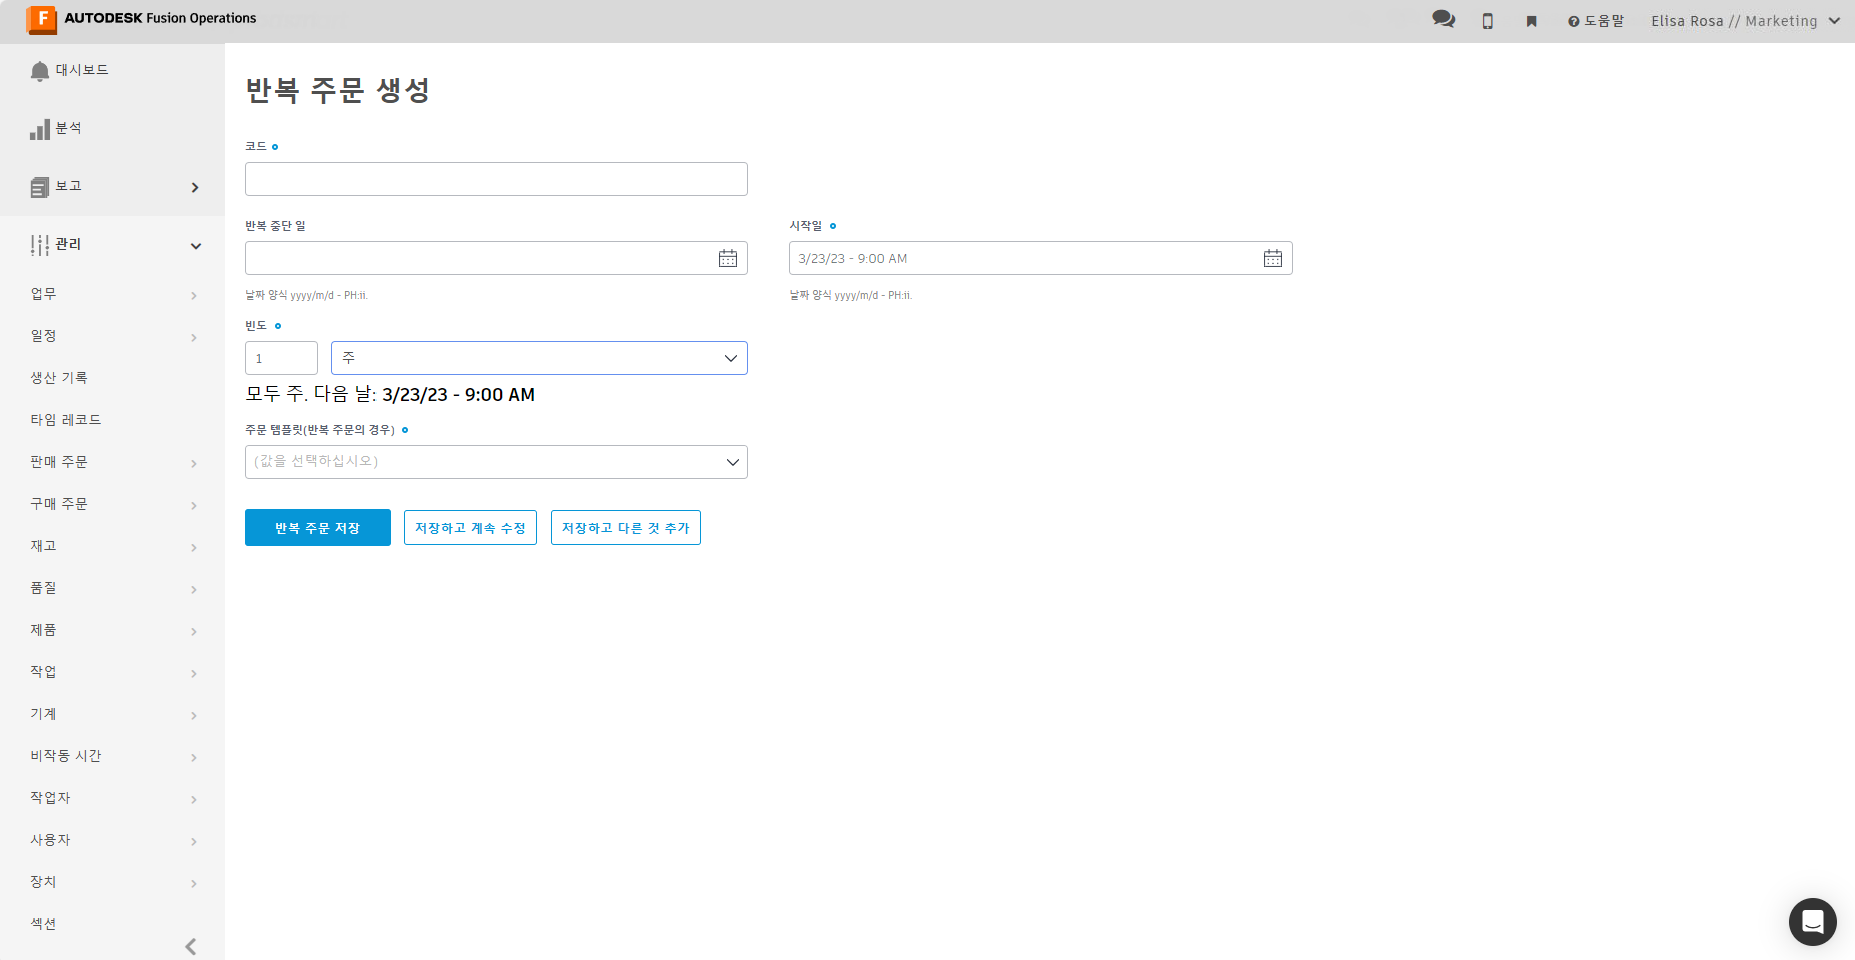 AUTODESK Fusion Operations
도움말
Elisa Rosa // Marketing
대시보드
분석
보고
관리
업무
일정
생산 기록
타임 레코드
판매 주문
구매 주문
재고
품질
제품
작업
기계
비작동 시간
작업자
사용자
장치
섹션
반복 주문 생성
코드
반복 중단 일
시작일
3/23/23 - 9:00 AM
날짜 양식 yyyy/m/d - PH:ii.
날짜 양식 yyyy/m/d - PH:ii.
빈도
1
주
모두 주. 다음 날: 3/23/23 - 9:00 AM
주문 템플릿(반복 주문의 경우)
(값을 선택하십시오)
반복 주문 저장
저장하고 계속 수정
저장하고 다른 것 추가